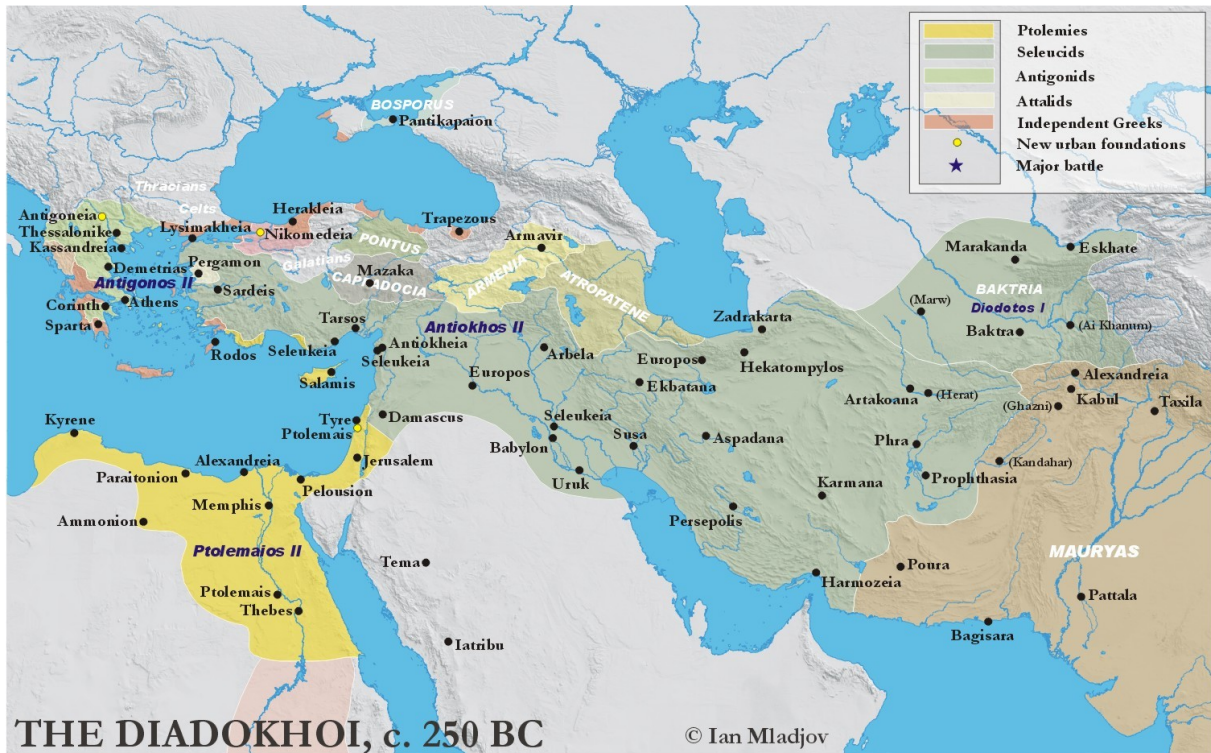 Ptolemies
Seleucids
Antigonids
Attalids
Independent Greeks
New urban foundations
Major battle
BOSPORUS
Pantikapaion
Thracians
Celts
Antigoneia
Thessalonike
Kassandreia
Lysimakheia
Herakleia
Nikomedeia
Trapezous
PONTUS
Armavir
Demetrias
Antigonos II
Pergamon
Galatians
Mazaka
CAPPADOCIA
ARMENIA
ATROPATENE
Corinth
Athens
Sardeis
Sparta
Rodos
Tarsos
Seleukeia
Antiokhos II
Antiokheia
Seleukeia
Salamis
Arbela
Europos
Europos
Ekbatana
Zadrakarta
Hekatompylos
Marakanda
Eskhate
BAKTRIA
Diodotos I
(Marw)
Baktra
(Ai Khanum)
Artakoana
(Herat)
Alexandreia
Kabul
(Ghazni)
Taxila
Kyrene
Tyre
Ptolemais
Damascus
Seleukeia
Babylon
Susa
Aspadana
Phra
(Kandahar)
Prophthasia
Paraitonion
Alexandreia
Jerusalem
Pelousion
Memphis
Uruk
Karmana
Persepolis
Ammonion
Ptolemaios II
Tema
Harmozeia
Poura
MAURYAS
Ptolemais
Thebes
Pattala
Bagisara
Iatribu
THE DIADOKHOI, c. 250 BC
© Ian Mladjov